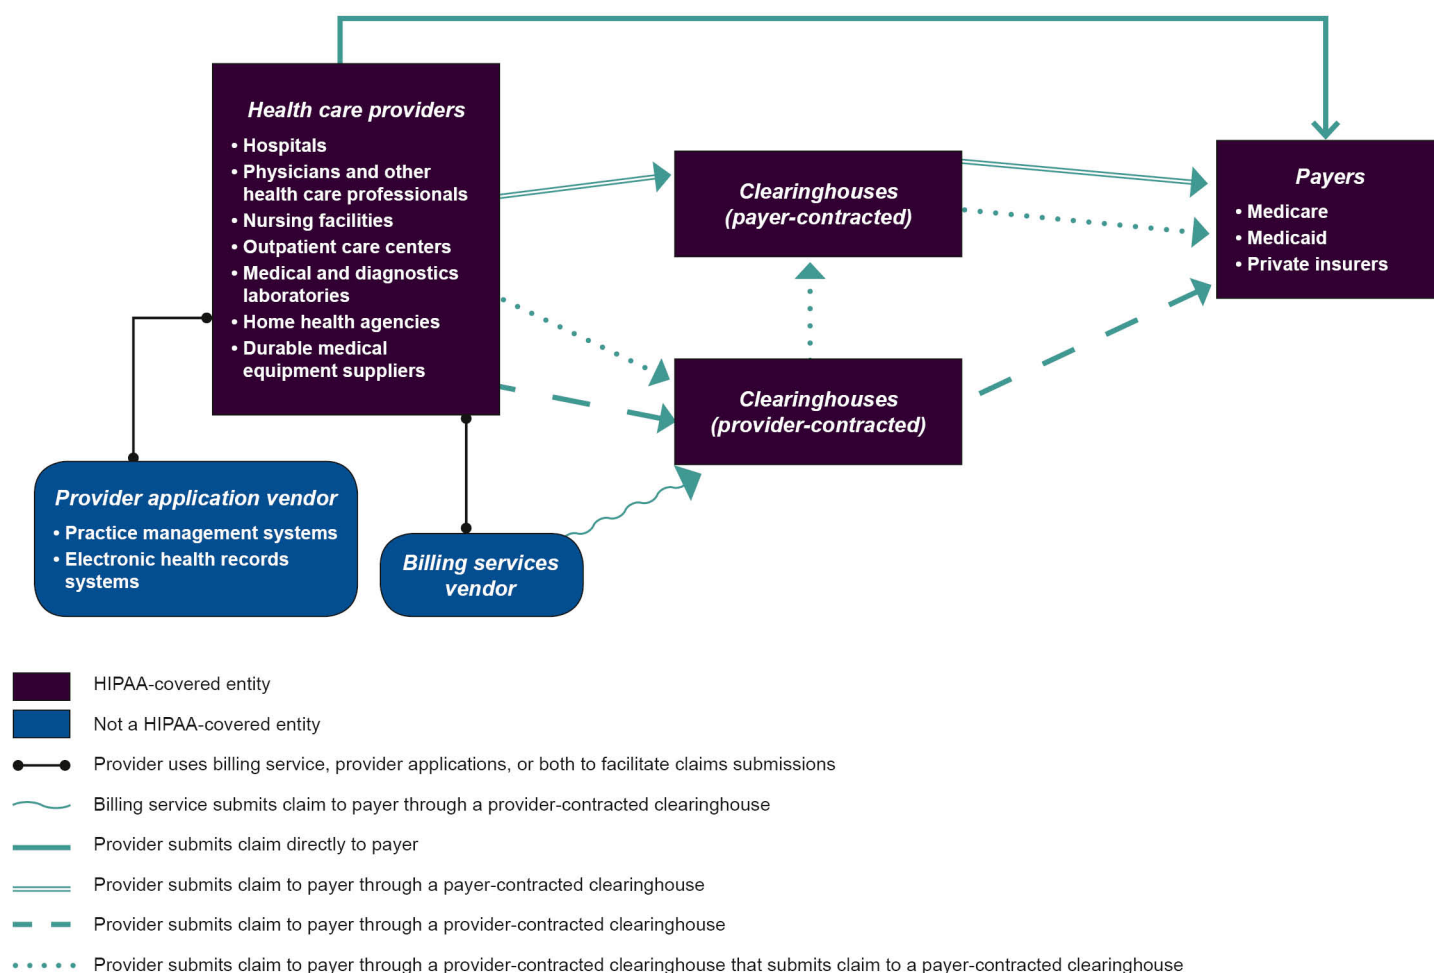 Health care providers
• Hospitals
• Physicians and other
health care professionals
• Nursing facilities
• Outpatient care centers
• Medical and diagnostics
laboratories
• Home health agencies
• Durable medical
equipment suppliers
Clearinghouses
(payer-contracted)
Payers
• Medicare
• Medicaid
• Private insurers
Clearinghouses
(provider-contracted)
Provider application vendor
• Practice management systems
• Electronic health records
systems
Billing services
vendor
HIPAA-covered entity
Not a HIPAA-covered entity
Provider uses billing service, provider applications, or both to facilitate claims submissions
Billing service submits claim to payer through a provider-contracted clearinghouse
Provider submits claim directly to payer
Provider submits claim to payer through a payer-contracted clearinghouse
Provider submits claim to payer through a provider-contracted clearinghouse
Provider submits claim to payer through a provider-contracted clearinghouse that submits claim to a payer-contracted clearinghouse